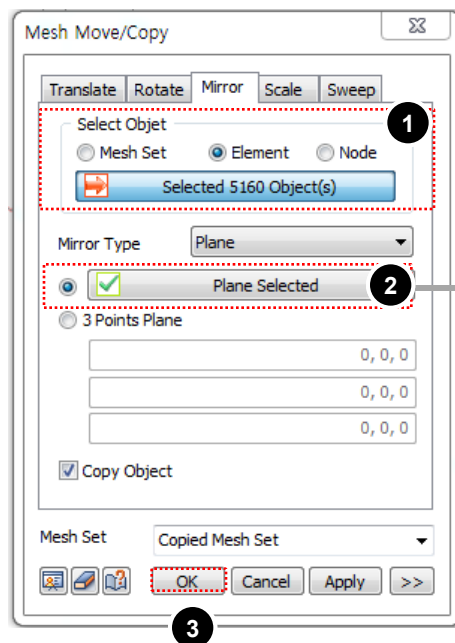 Mesh Move/Copy
Translate Rotate Mirror Scale Sweep
Select Objet
1
Mesh Set Element Node
Selected 5160 Object(s)
Mirror Type Plane
Plane Selected 2
3 Points Plane
0, 0, 0
0, 0, 0
0, 0, 0
Copy Object
Mesh Set Copied Mesh Set
OK Cancel Apply >>
3